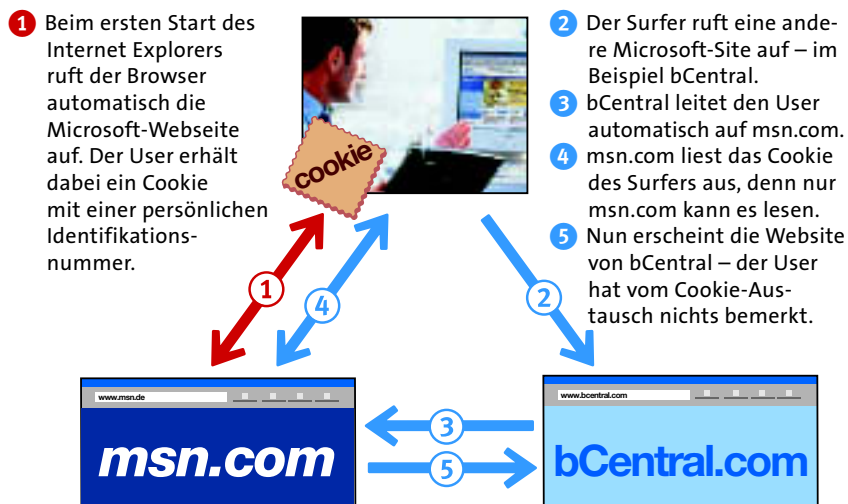 1 Beim ersten Start des
Internet Explorers
ruft der Browser
automatisch die
Microsoft-Webseite
auf. Der User erhält
dabei ein Cookie
mit einer persönlichen
Identifikations-
nummer.
cookie
2 Der Surfer ruft eine ande-
re Microsoft-Site auf – im
Beispiel bCentral.
3 bCentral leitet den User
automatisch auf msn.com.
4 msn.com liest das Cookie
des Surfers aus, denn nur
msn.com kann es lesen.
5 Nun erscheint die Website
von bCentral – der User
hat vom Cookie-Aus-
tausch nichts bemerkt.
1
4
2
3
5
www.msn.de
msn.com
www.bcentral.com
bCentral.com